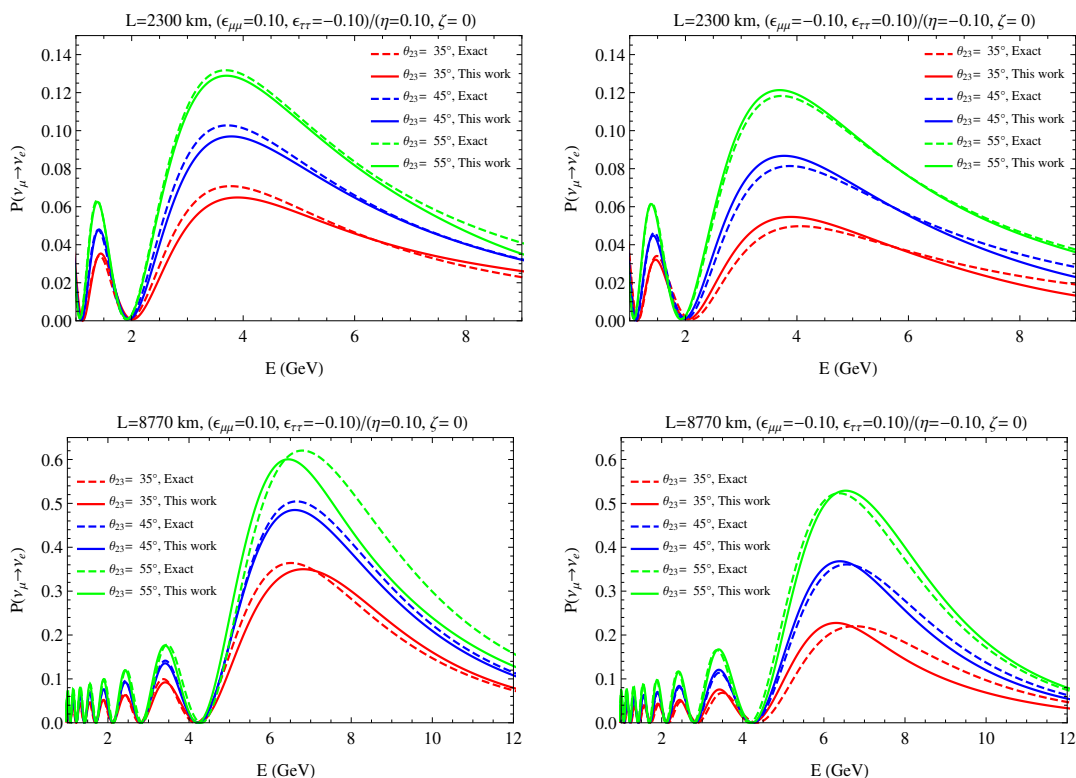 L=2300 km, (ϵμμ=0.10, ϵττ=−0.10)/(η=0.10, ζ= 0)
0.14
0.12
0.10
0.08
0.06
0.04
0.02
0.00
P(νμ→νe)
θ23= 35°, Exact
θ23= 35°, This work
θ23= 45°, Exact
θ23= 45°, This work
θ23= 55°, Exact
θ23= 55°, This work
2 4 6 8
E (GeV)
L=2300 km, (ϵμμ=−0.10, ϵττ=0.10)/(η=−0.10, ζ= 0)
0.14
0.12
0.10
0.08
0.06
0.04
0.02
0.00
P(νμ→νe)
θ23= 35°, Exact
θ23= 35°, This work
θ23= 45°, Exact
θ23= 45°, This work
θ23= 55°, Exact
θ23= 55°, This work
2 4 6 8
E (GeV)
L=8770 km, (ϵμμ=0.10, ϵττ=−0.10)/(η=0.10, ζ= 0)
0.6
0.5
0.4
0.3
0.2
0.1
0.0
P(νμ→νe)
θ23= 35°, Exact
θ23= 35°, This work
θ23= 45°, Exact
θ23= 45°, This work
θ23= 55°, Exact
θ23= 55°, This work
2 4 6 8 10 12
E (GeV)
L=8770 km, (ϵμμ=−0.10, ϵττ=0.10)/(η=−0.10, ζ= 0)
0.6
0.5
0.4
0.3
0.2
0.1
0.0
P(νμ→νe)
θ23= 35°, Exact
θ23= 35°, This work
θ23= 45°, Exact
θ23= 45°, This work
θ23= 55°, Exact
θ23= 55°, This work
2 4 6 8 10 12
E (GeV)